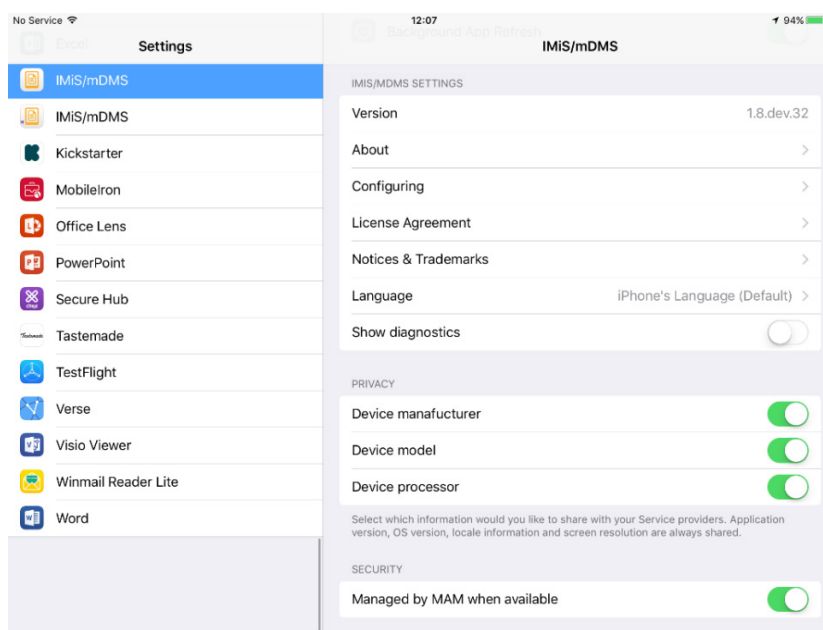 No Service
12:07
94%
Excel
Settings
Background App Refresh
IMiS/mDMS
IMiS/mDMS
IMiS/mDMS
Kickstarter
MobileIron
Office Lens
PowerPoint
Secure Hub
Tastemade
TestFlight
Verse
Visio Viewer
Winmail Reader Lite
Word
IMIS/MDMS SETTINGS
Version 1.8.dev.32
About
Configuring
License Agreement
Notices & Trademarks
Language iPhone's Language (Default)
Show diagnostics
PRIVACY
Device manafucturer
Device model
Device processor
Select which information would you like to share with your Service providers. Application
version, OS version, locale information and screen resolution are always shared.
SECURITY
Managed by MAM when available